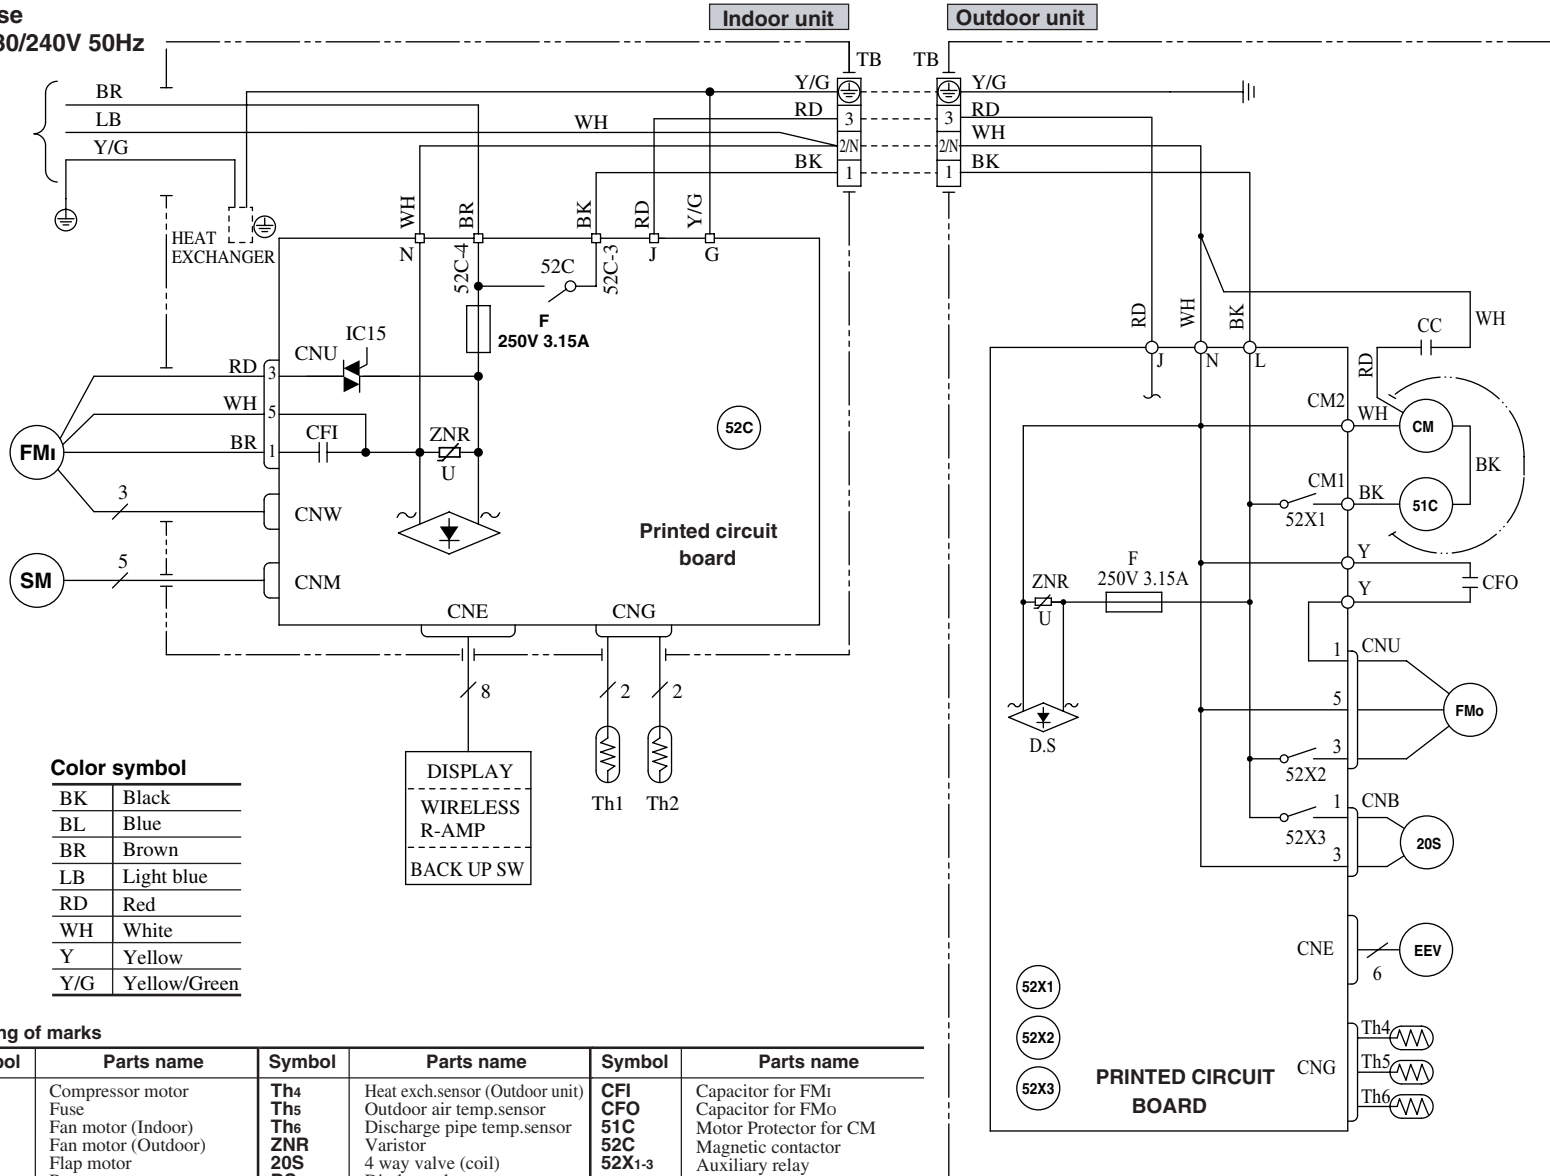 Indoor unit
Outdoor unit
80/240V 50Hz
TB
TB
BR
LB
Y/G
WH
Y/G
RD
BK
3
2/N
1
3
2/N
1
Y/G
RD
WH
BK
HEAT
EXCHANGER
WH
BR
BK
RD
Y/G
N
52C-4
52C
52C-3
J
G
F
250V 3.15A
IC15
CNU
RD
3
WH
5
BR
1
CFI
ZNR
U
52C
FMI
3
CNW
SM
5
CNM
Printed circuit
board
CNE
CNG
8
2
2
DISPLAY
WIRELESS
R-AMP
BACK UP SW
Th1
Th2
RD
WH
BK
J
N
L
CC
WH
RD
CM2
WH
CM
BK
CM1
BK
51C
52X1
Y
Y
CFO
F
250V 3.15A
ZNR
U
D.S
1
CNU
5
3
52X2
FMo
1
CNB
52X3
3
20S
CNE
6
EEV
52X1
52X2
52X3
PRINTED CIRCUIT
BOARD
CNG
Th4
Th5
Th6
Color symbol
BK Black
BL Blue
BR Brown
LB Light blue
RD Red
WH White
Y Yellow
Y/G Yellow/Green
of marks
Parts name Symbol Parts name Symbol Parts name
Compressor motor Th4 Heat exch.sensor (Outdoor unit) CFI Capacitor for FMI
Fuse Th5 Outdoor air temp.sensor CFO Capacitor for FMO
Fan motor (Indoor) Th6 Discharge pipe temp.sensor 51C Motor Protector for CM
Fan motor (Outdoor) ZNR Varistor 52C Magnetic contactor
Flap motor 20S 4 way valve (coil) 52X1-3 Auxiliary relay